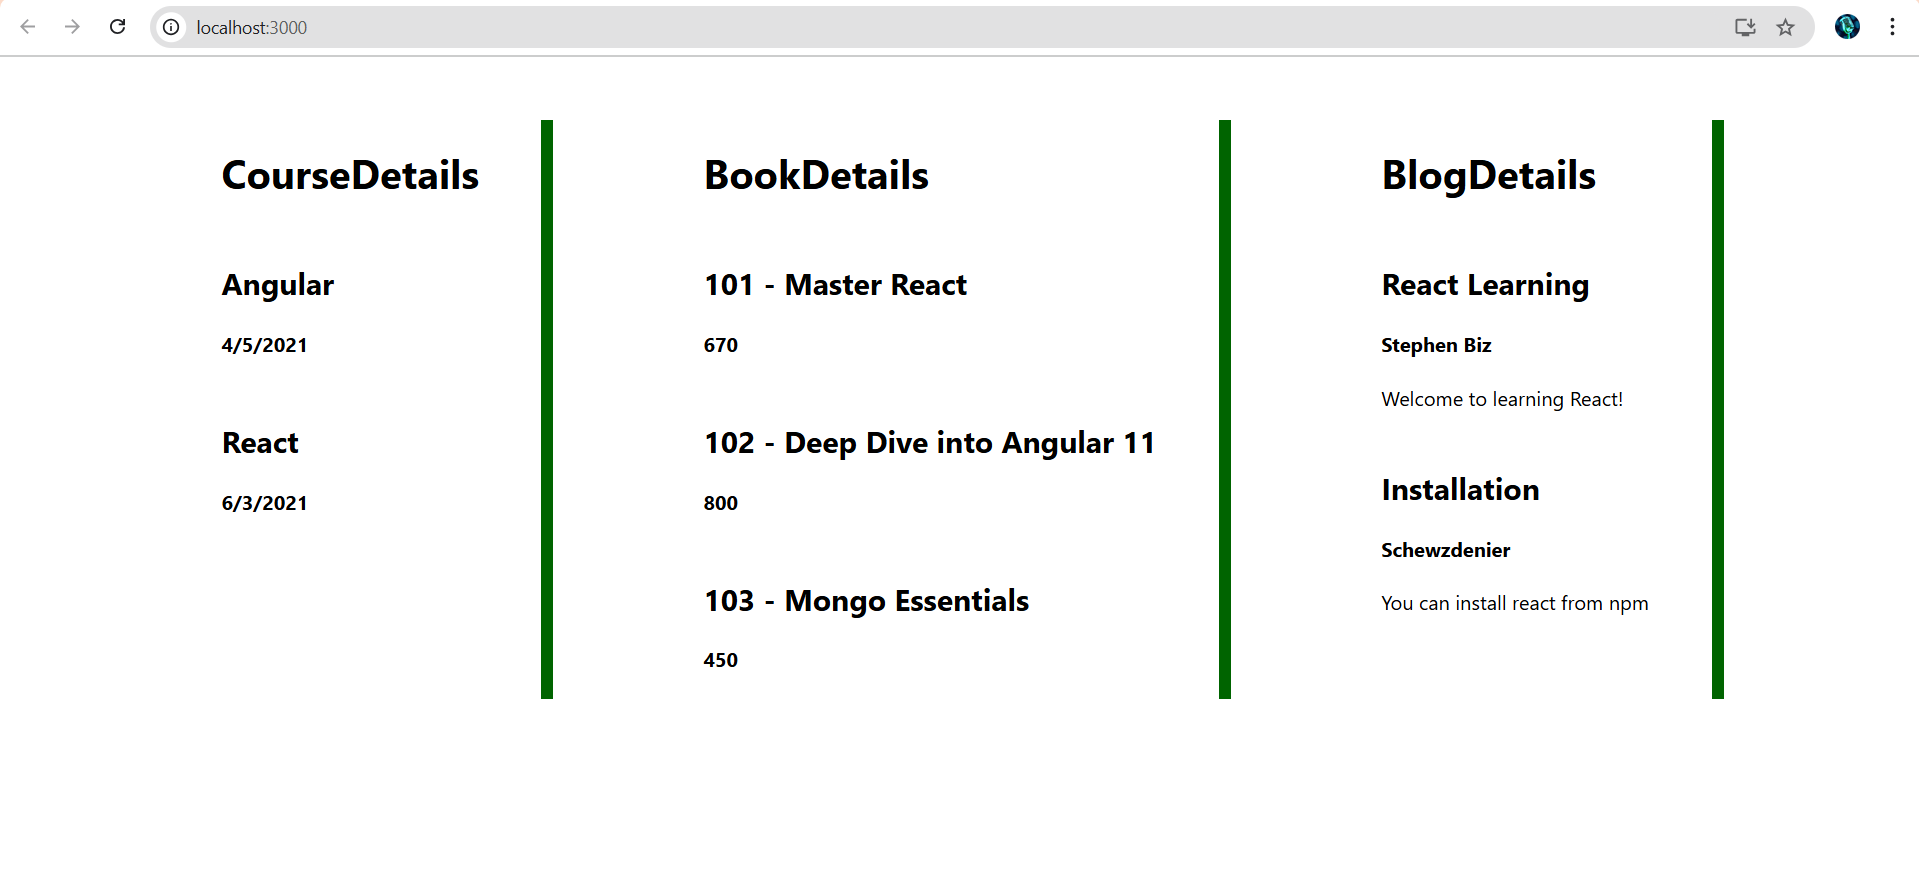 localhost:3000
CourseDetails
Angular
4/5/2021
React
6/3/2021
BookDetails
101 - Master React
670
102 - Deep Dive into Angular 11
800
103 - Mongo Essentials
450
BlogDetails
React Learning
Stephen Biz
Welcome to learning React!
Installation
Schewzdenier
You can install react from npm